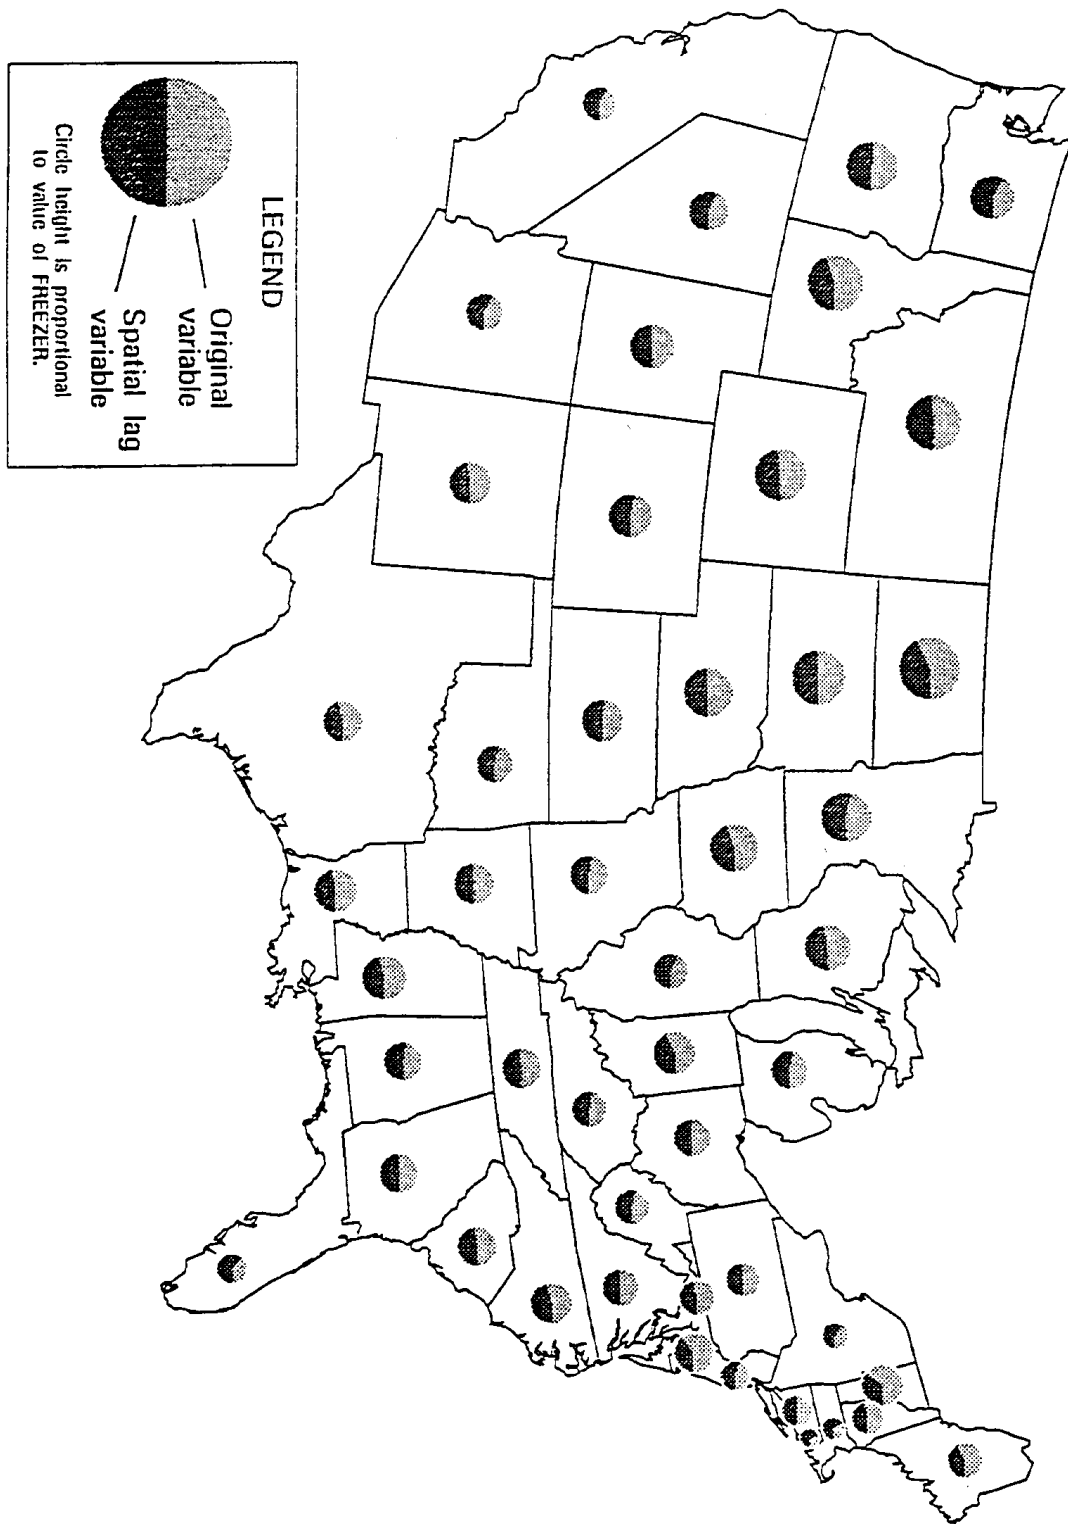 LEGEND
Original
variable
Spatial lag
variable
Circle height is proportional
to value of FREEZER.